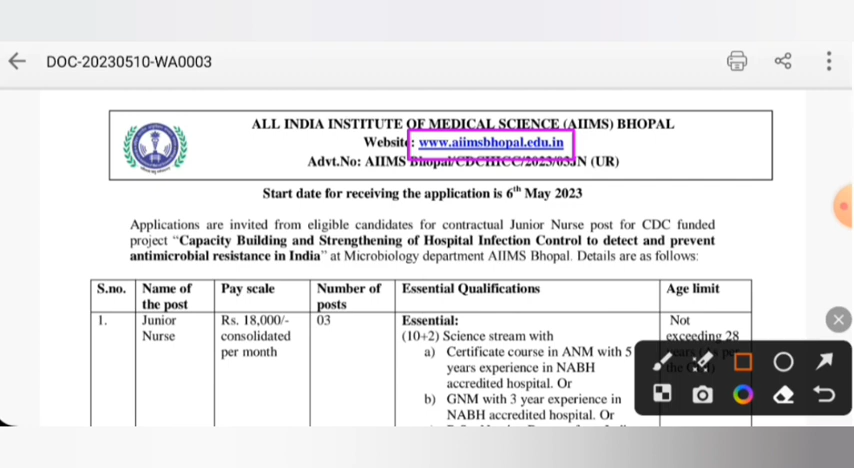 DOC-20230510-WA0003
ALL INDIA INSTITUTE OF MEDICAL SCIENCE (AIIMS) BHOPAL
Website: www.aiimsbhopal.edu.in
Advt.No: AIIMS Bhopal/CDCHICC/2023/03JN (UR)
Start date for receiving the application is 6th May 2023
Applications are invited from eligible candidates for contractual Junior Nurse post for CDC funded
project “Capacity Building and Strengthening of Hospital Infection Control to detect and prevent
antimicrobial resistance in India” at Microbiology department AIIMS Bhopal. Details are as follows:
S.no. Name of the post Pay scale Number of posts Essential Qualifications Age limit
1. Junior Nurse Rs. 18,000/- consolidated per month 03
Essential:
(10+2) Science stream with
a) Certificate course in ANM with 5
years experience in NABH
accredited hospital. Or
b) GNM with 3 year experience in
NABH accredited hospital. Or
Not
exceeding 28